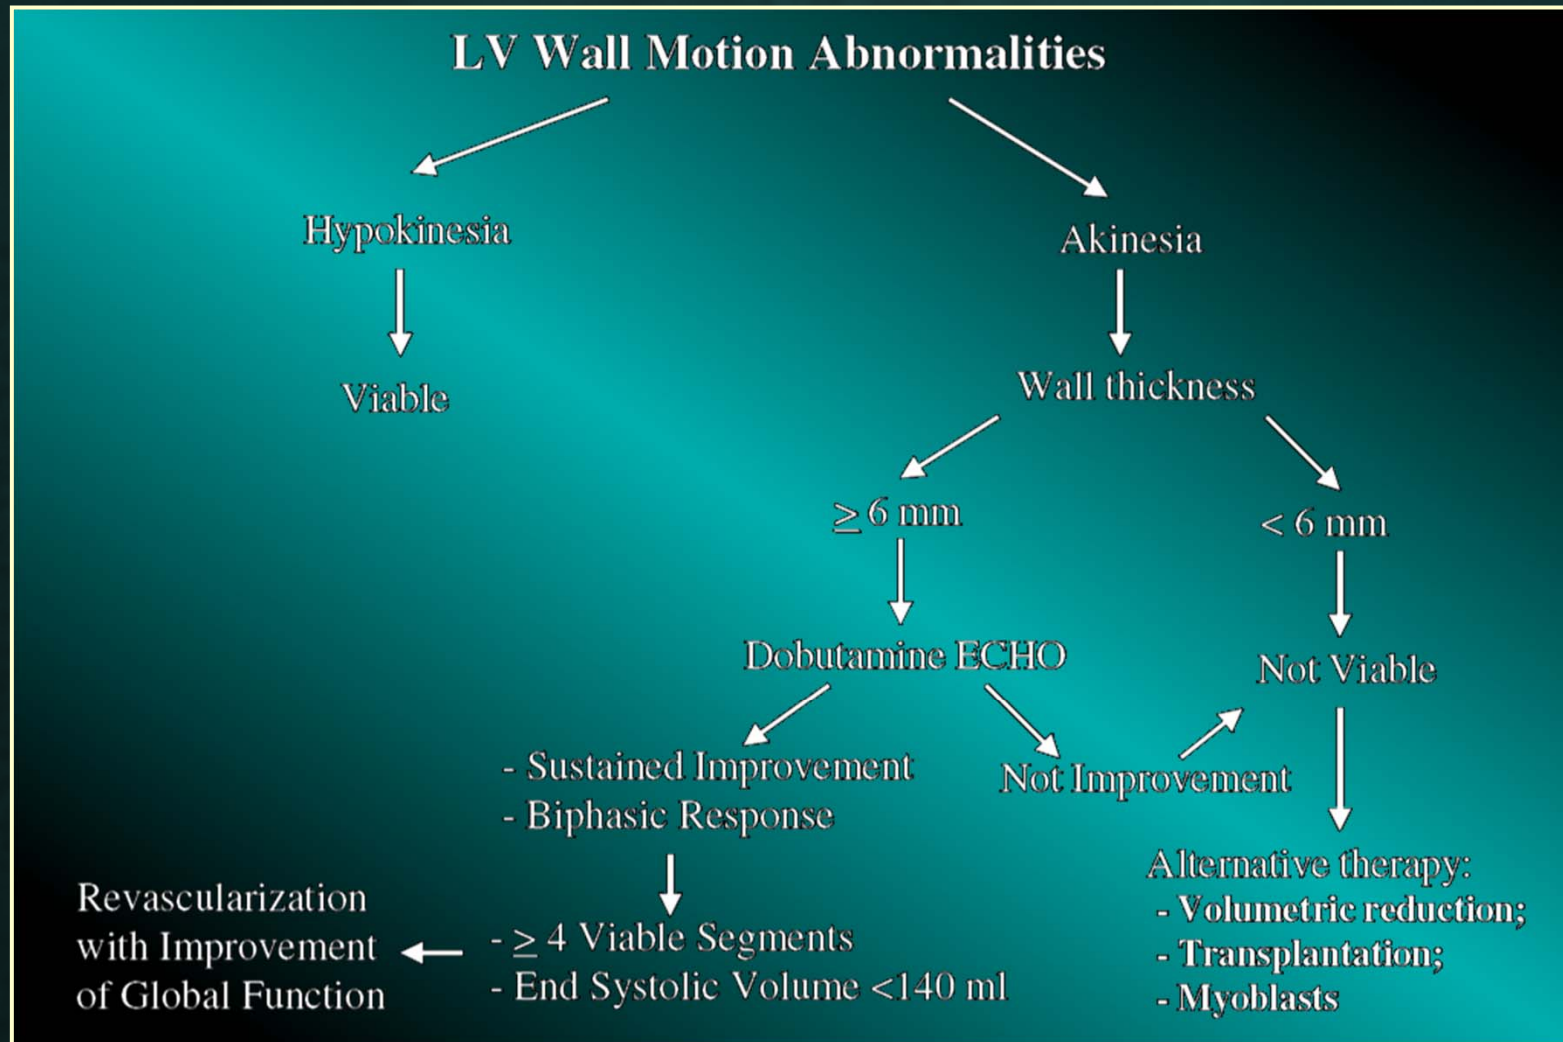 LV Wall Motion Abnormalities
Hypokinesia
Akinesia
Viable
Wall thickness
≥ 6 mm
< 6 mm
Dobutamine ECHO
Not Viable
- Sustained Improvement
- Biphasic Response
Not Improvement
Revascularization
with Improvement
of Global Function
- ≥ 4 Viable Segments
- End Systolic Volume <140 ml
Alternative therapy:
- Volumetric reduction;
- Transplantation;
- Myoblasts